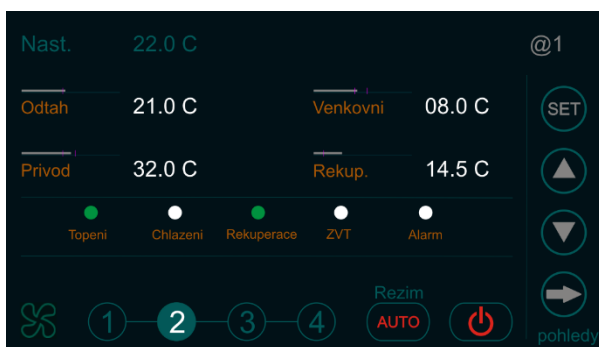 Nast. 22.0 C @1
Odtah 21.0 C Venkovni 08.0 C SET
Privod 32.0 C Rekup. 14.5 C
Topeni Chlazeni Rekuperace ZVT Alarm
Rezim
1 2 3 4 AUTO
pohledy